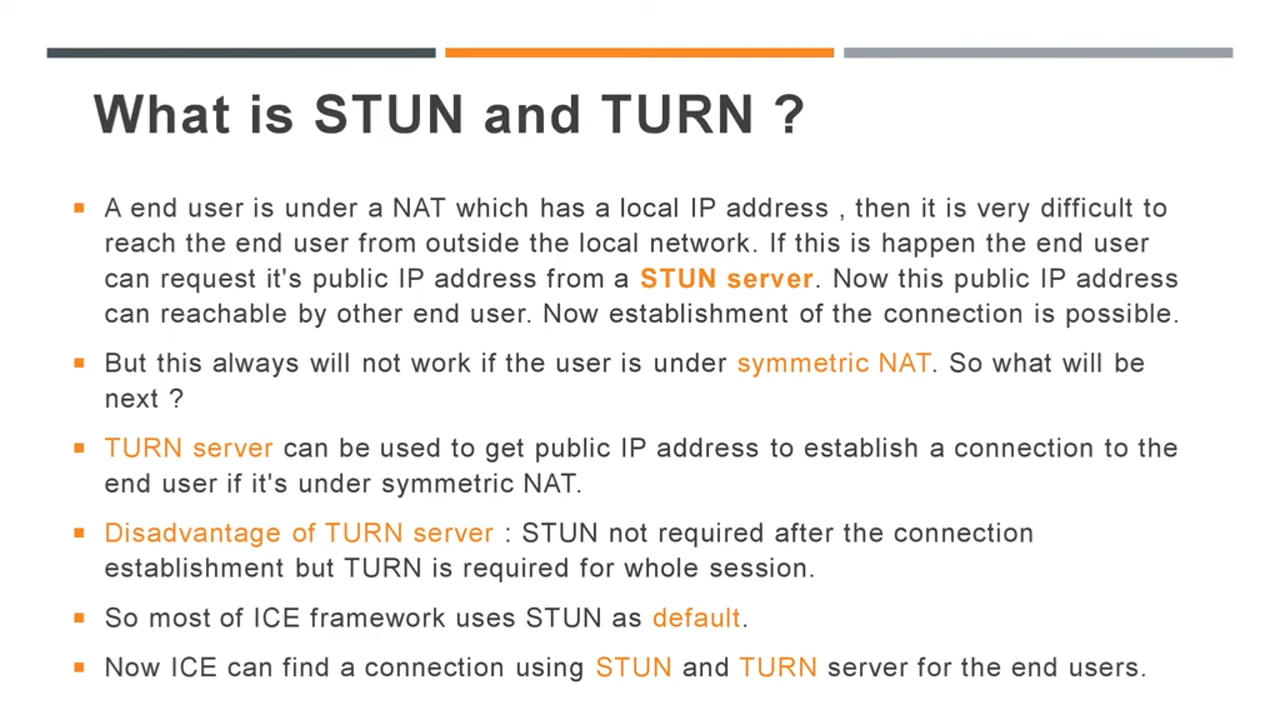 What is STUN and TURN ?
A end user is under a NAT which has a local IP address , then it is very difficult to
reach the end user from outside the local network. If this is happen the end user
can request it's public IP address from a STUN server. Now this public IP address
can reachable by other end user. Now establishment of the connection is possible.
But this always will not work if the user is under symmetric NAT. So what will be
next ?
TURN server can be used to get public IP address to establish a connection to the
end user if it's under symmetric NAT.
Disadvantage of TURN server : STUN not required after the connection
establishment but TURN is required for whole session.
So most of ICE framework uses STUN as default.
Now ICE can find a connection using STUN and TURN server for the end users.